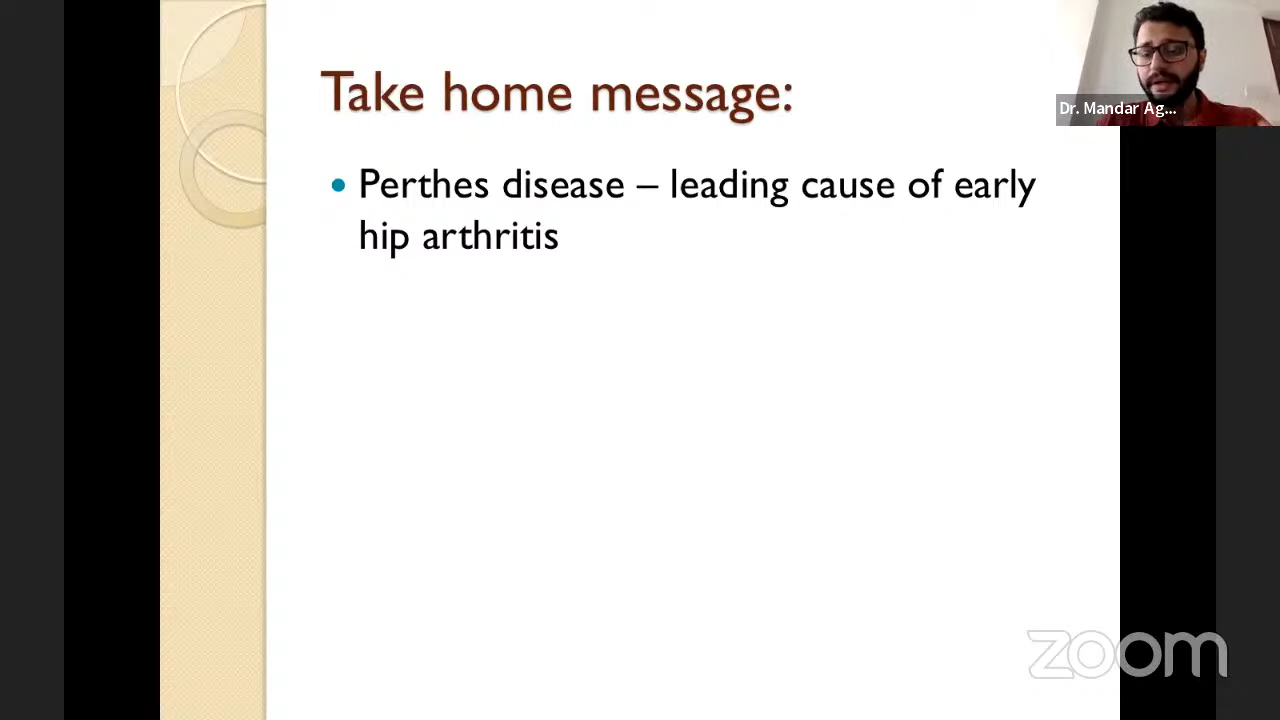 Take home message:
Dr. Mandar Ag...
• Perthes disease – leading cause of early
hip arthritis
zoom